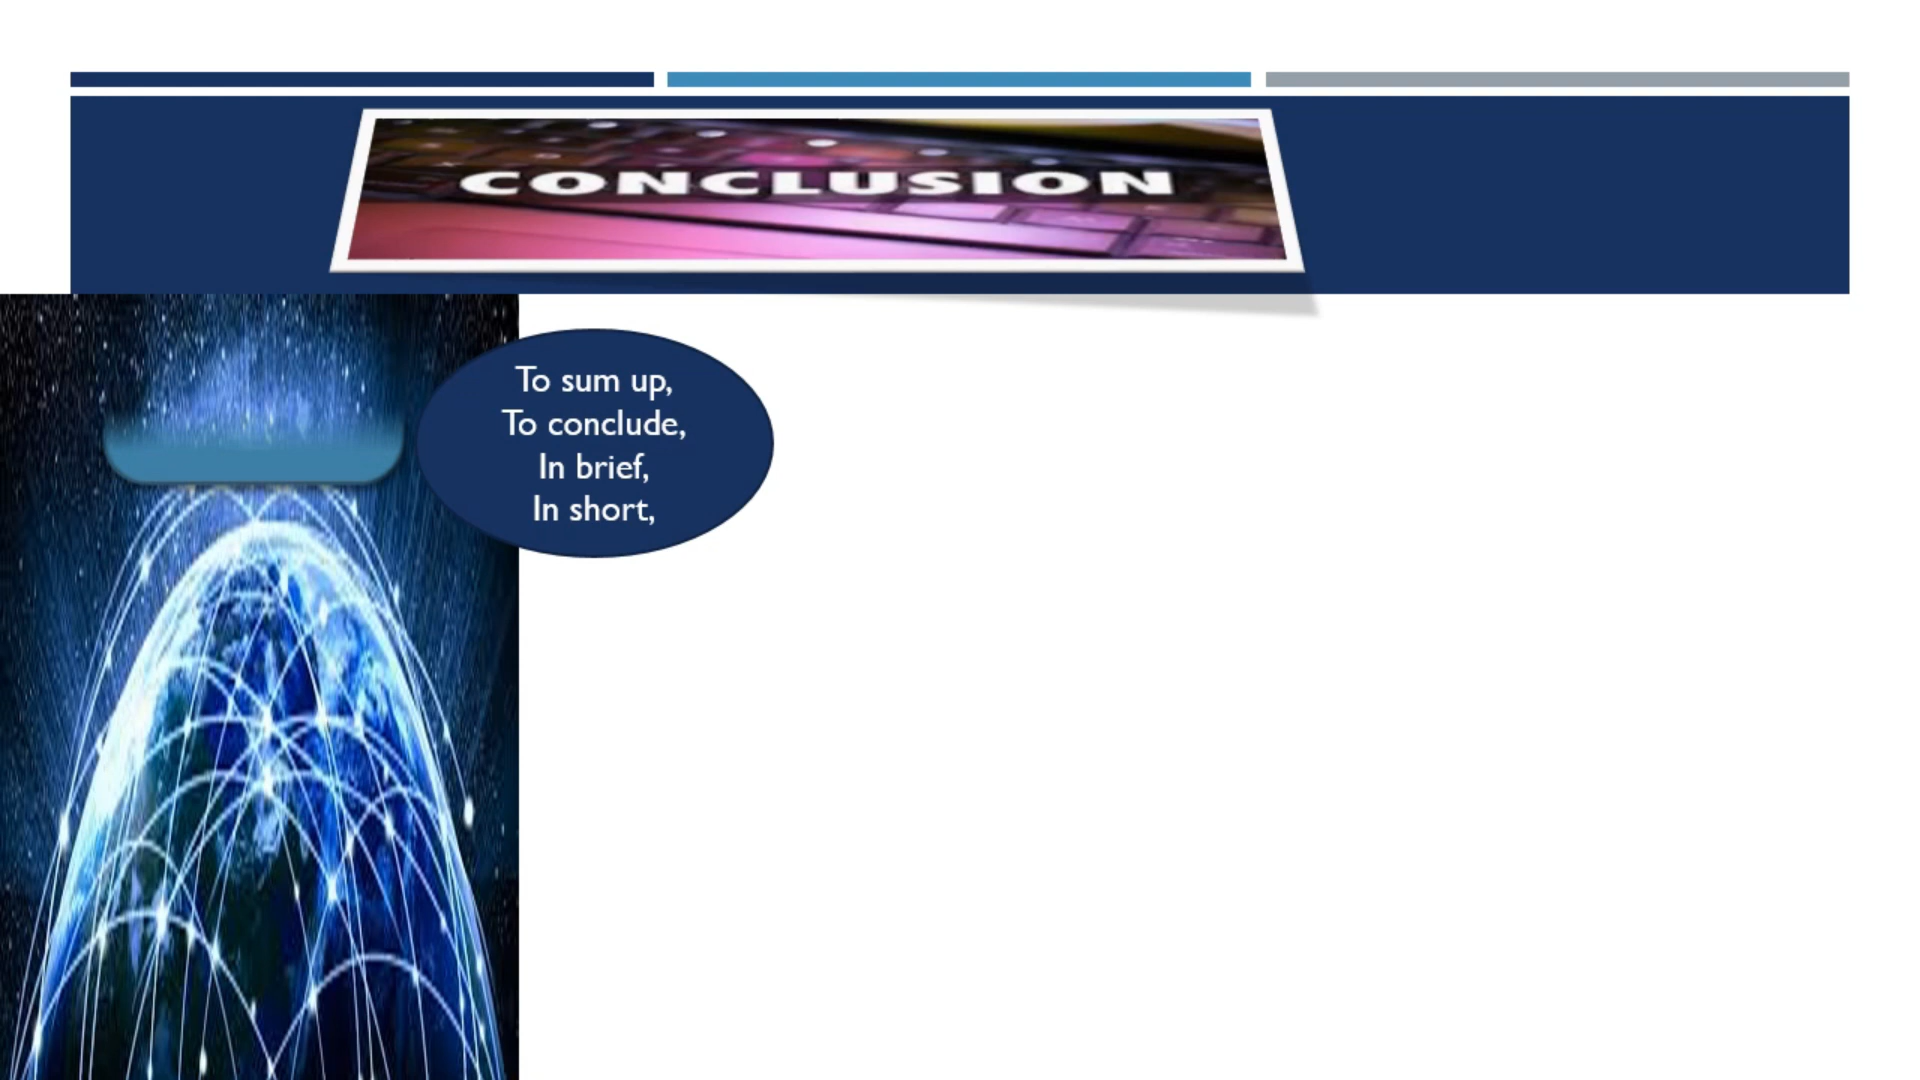 CONCLUSION
To sum up,
To conclude,
In brief,
In short,